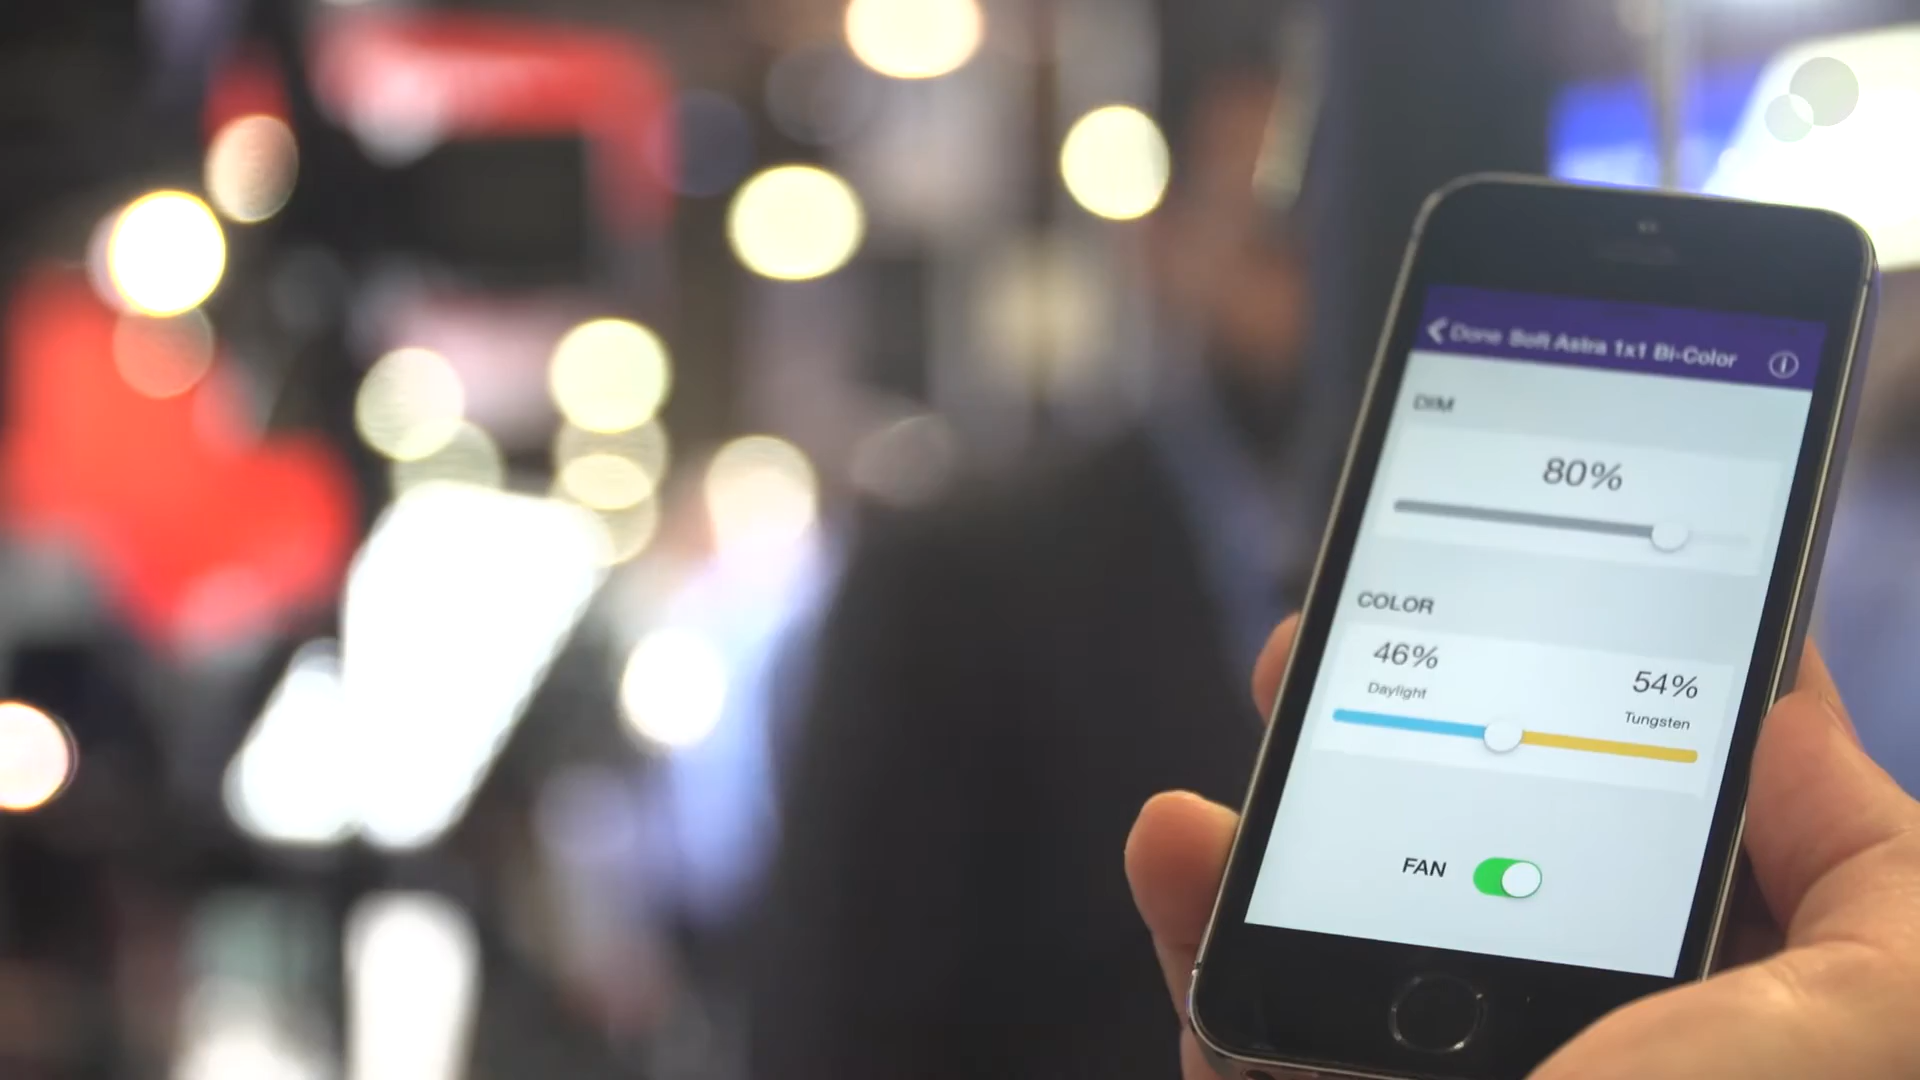 Done Soft Astra 1x1 Bi-Color
DIM
80%
COLOR
46%
54%
Daylight
Tungsten
FAN